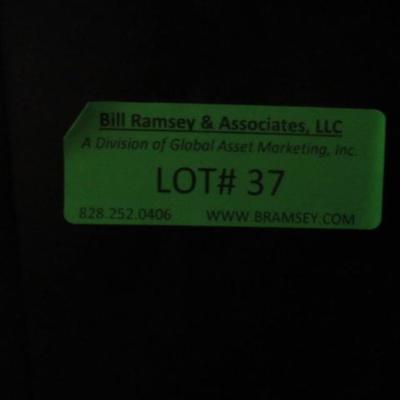 Bill Ramsey & Associates, LLC
A Division of Global Asset Marketing, Inc.
LOT# 37
828.252.0406 WWW.BRAMSEY.COM